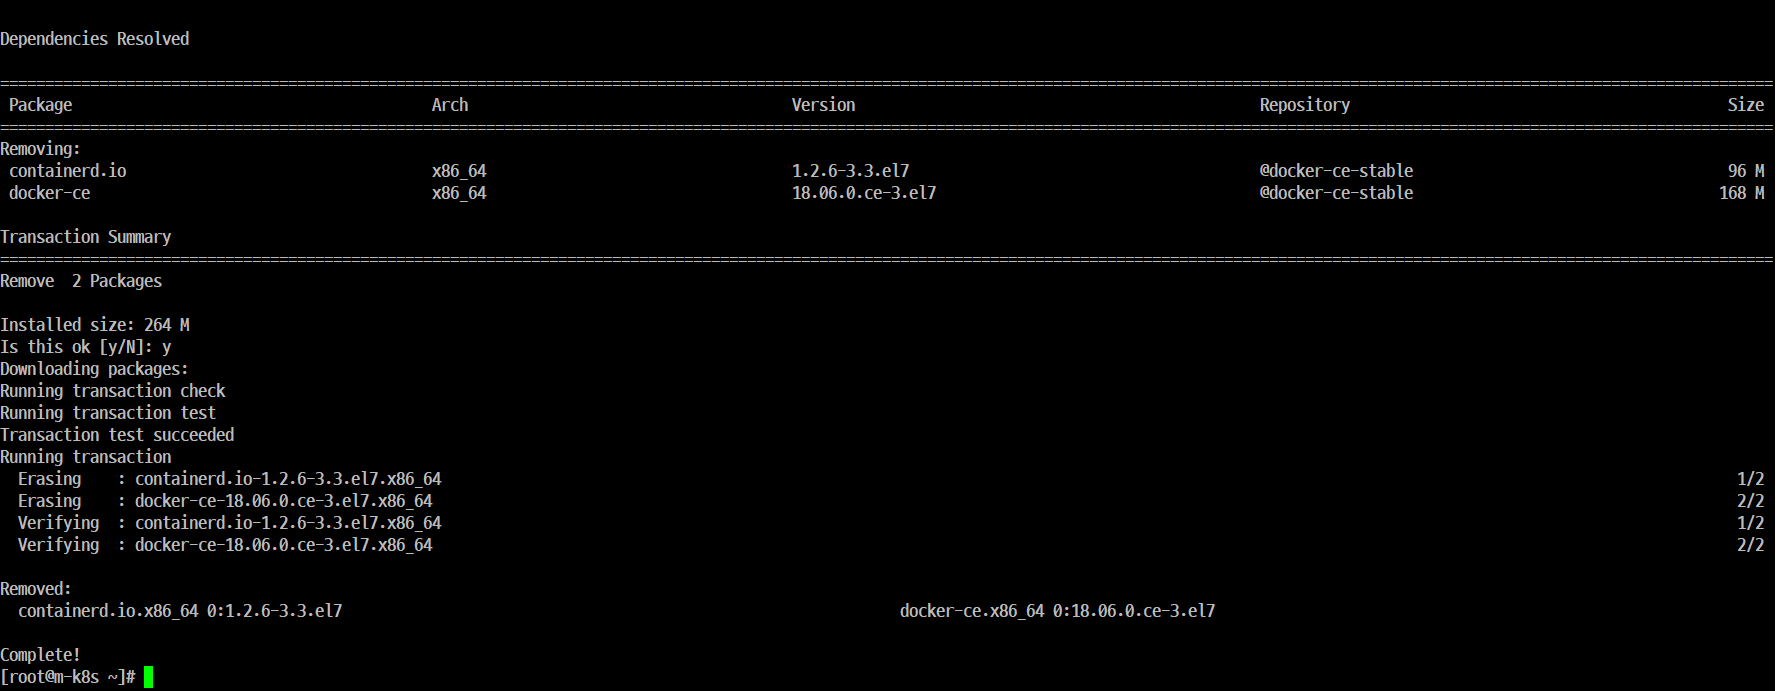 Dependencies Resolved
================================================================================
Package Arch Version Repository Size
================================================================================
Removing:
containerd.io x86_64 1.2.6-3.3.el7 @docker-ce-stable 96 M
docker-ce x86_64 18.06.0.ce-3.el7 @docker-ce-stable 168 M
Transaction Summary
================================================================================
Remove  2 Packages
Installed size: 264 M
Is this ok [y/N]: y
Downloading packages:
Running transaction check
Running transaction test
Transaction test succeeded
Running transaction
Erasing    : containerd.io-1.2.6-3.3.el7.x86_64 1/2
Erasing    : docker-ce-18.06.0.ce-3.el7.x86_64 2/2
Verifying  : containerd.io-1.2.6-3.3.el7.x86_64 1/2
Verifying  : docker-ce-18.06.0.ce-3.el7.x86_64 2/2
Removed:
containerd.io.x86_64 0:1.2.6-3.3.el7 docker-ce.x86_64 0:18.06.0.ce-3.el7
Complete!
[root@m-k8s ~]#